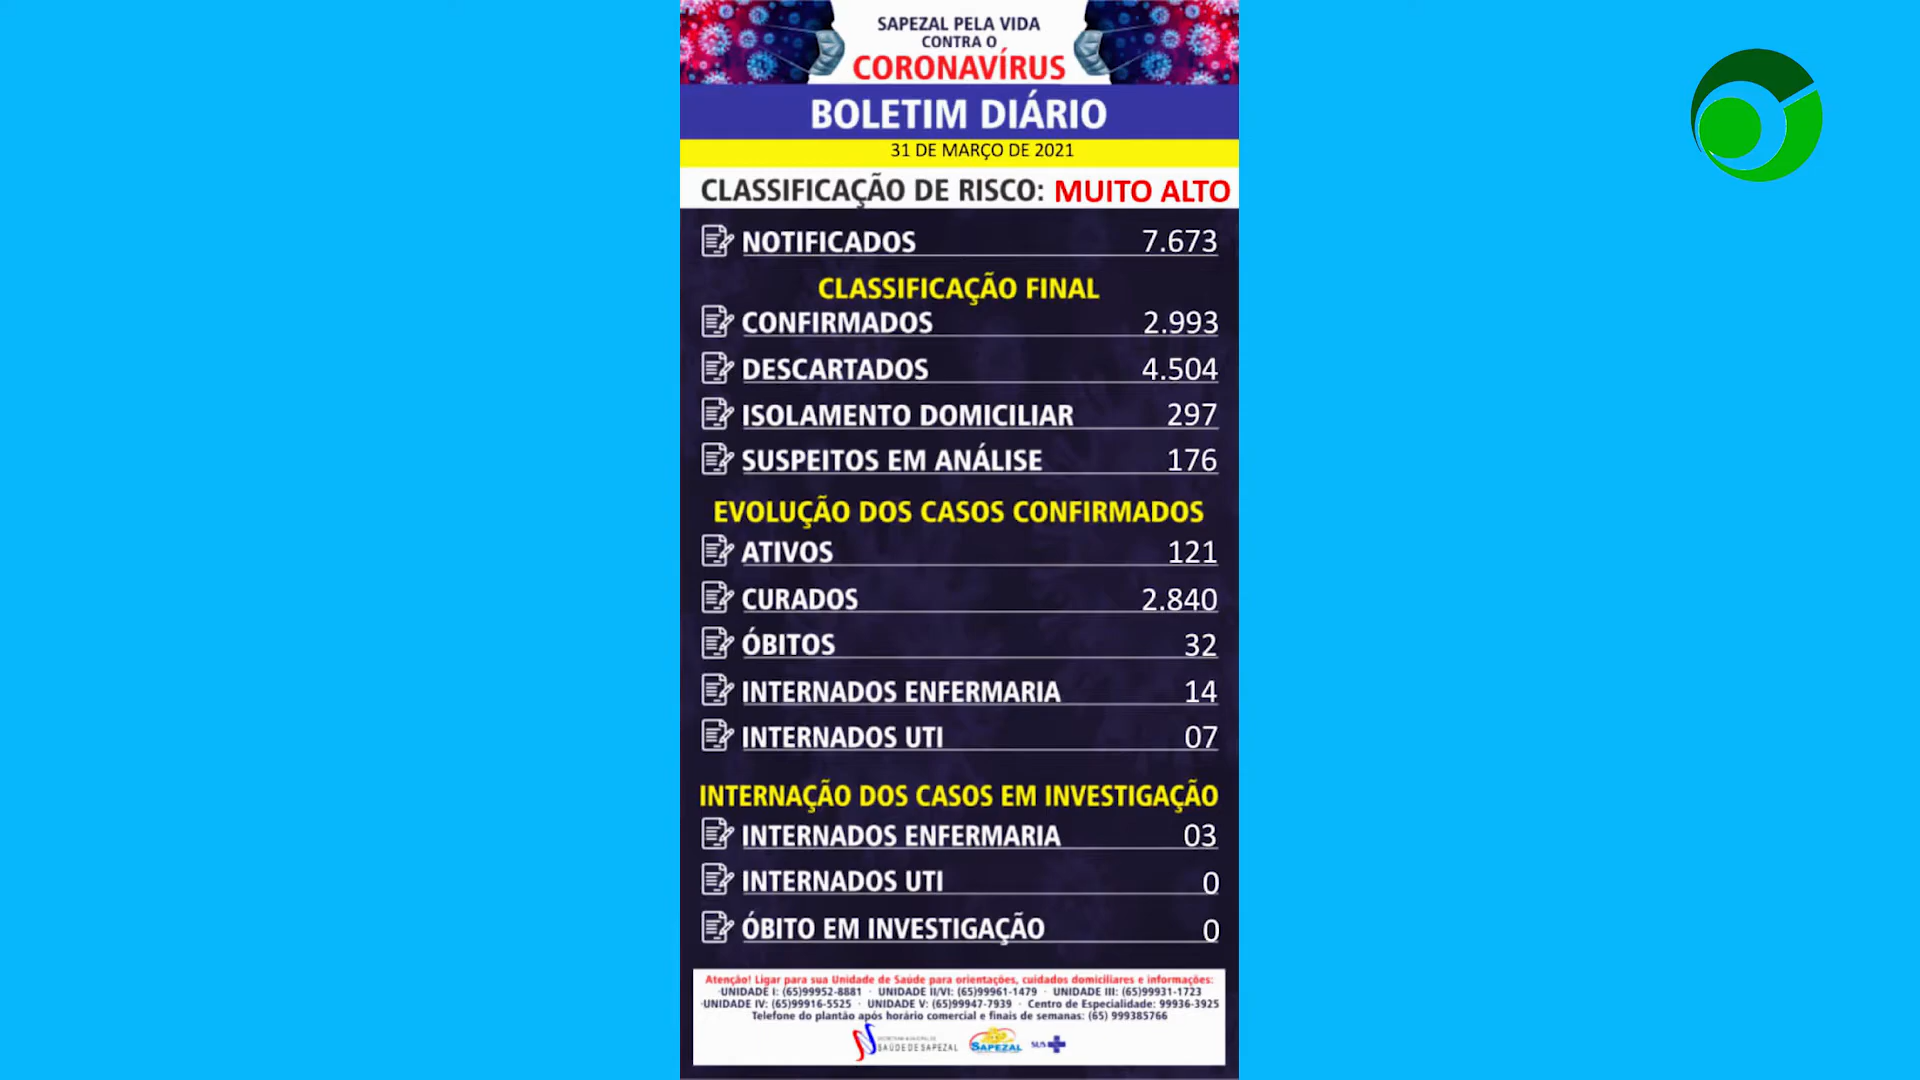 SAPEZAL PELA VIDA
CONTRA O
CORONAVÍRUS
BOLETIM DIÁRIO
31 DE MARÇO DE 2021
CLASSIFICAÇÃO DE RISCO: MUITO ALTO
NOTIFICADOS 7.673
CLASSIFICAÇÃO FINAL
CONFIRMADOS 2.993
DESCARTADOS 4.504
ISOLAMENTO DOMICILIAR 297
SUSPEITOS EM ANÁLISE 176
EVOLUÇÃO DOS CASOS CONFIRMADOS
ATIVOS 121
CURADOS 2.840
ÓBITOS 32
INTERNADOS ENFERMARIA 14
INTERNADOS UTI 07
INTERNAÇÃO DOS CASOS EM INVESTIGAÇÃO
INTERNADOS ENFERMARIA 03
INTERNADOS UTI 0
ÓBITO EM INVESTIGAÇÃO 0
Atenção! Ligar para sua Unidade de Saúde para orientações, cuidados domiciliares e informações:
UNIDADE I: (65)99952-8881 · UNIDADE II/VI: (65)99961-1479 · UNIDADE III: (65)99931-1723
UNIDADE IV: (65)99916-5525 · UNIDADE V: (65)99947-7939 · Centro de Especialidade: 99936-3925
Telefone do plantão após horário comercial e finais de semanas: (65) 999385766
SAÚDE DE SAPEZAL
SAPEZAL
SUS